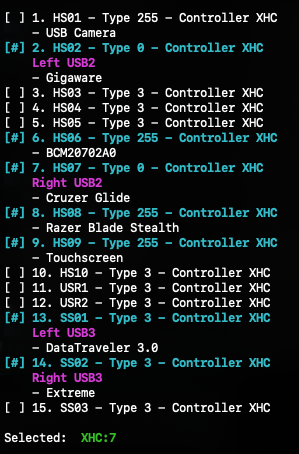 [ ] 1. HS01 – Type 255 – Controller XHC
– USB Camera
[#] 2. HS02 – Type 0 – Controller XHC
Left USB2
– Gigaware
[ ] 3. HS03 – Type 3 – Controller XHC
[ ] 4. HS04 – Type 3 – Controller XHC
[ ] 5. HS05 – Type 3 – Controller XHC
[#] 6. HS06 – Type 255 – Controller XHC
– BCM20702A0
[#] 7. HS07 – Type 0 – Controller XHC
Right USB2
– Cruzer Glide
[#] 8. HS08 – Type 255 – Controller XHC
– Razer Blade Stealth
[#] 9. HS09 – Type 255 – Controller XHC
– Touchscreen
[ ] 10. HS10 – Type 3 – Controller XHC
[ ] 11. USR1 – Type 3 – Controller XHC
[ ] 12. USR2 – Type 3 – Controller XHC
[#] 13. SS01 – Type 3 – Controller XHC
Left USB3
– DataTraveler 3.0
[#] 14. SS02 – Type 3 – Controller XHC
Right USB3
– Extreme
[ ] 15. SS03 – Type 3 – Controller XHC
Selected: XHC:7